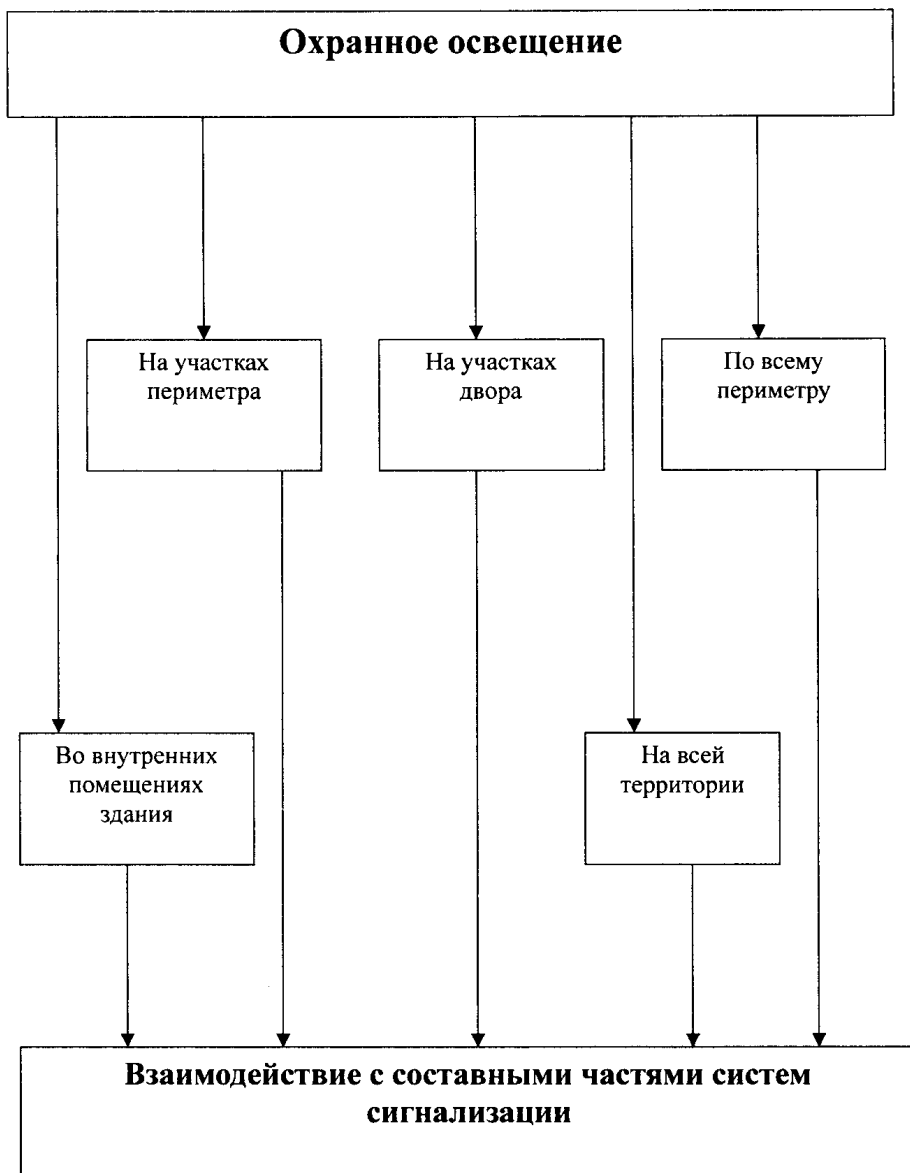 Охранное освещение
На участках
периметра
На участках
двора
По всему
периметру
Во внутренних
помещениях
здания
На всей
территории
Взаимодействие с составными частями систем
сигнализации